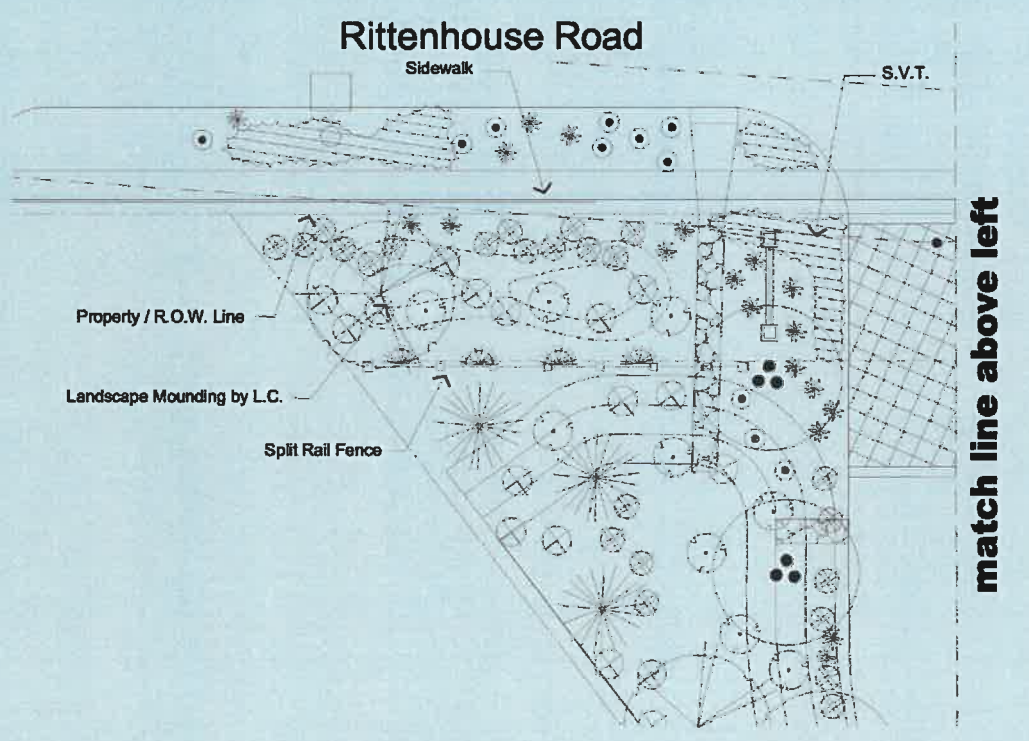 Rittenhouse Road
Sidewalk
S.V.T.
Property / R.O.W. Line
Landscape Mounding by L.C.
Split Rail Fence
match line above left